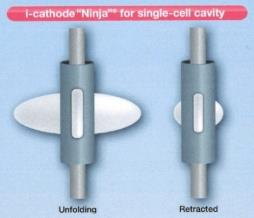 i-cathode "Ninja"® for single-cell cavity
Unfolding
Retracted